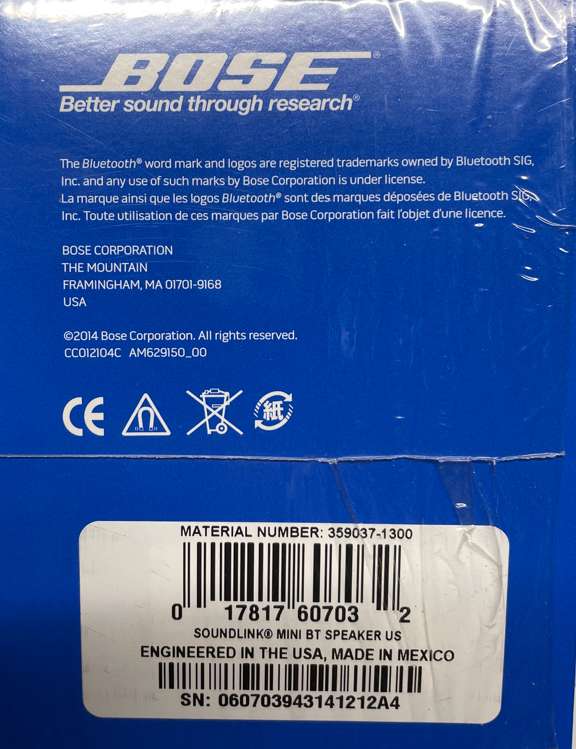 BOSE®
Better sound through research®
The Bluetooth® word mark and logos are registered trademarks owned by Bluetooth SIG,
Inc. and any use of such marks by Bose Corporation is under license.
La marque ainsi que les logos Bluetooth® sont des marques déposées de Bluetooth SIG,
Inc. Toute utilisation de ces marques par Bose Corporation fait l'objet d'une licence.
BOSE CORPORATION
THE MOUNTAIN
FRAMINGHAM, MA 01701-9168
USA
©2014 Bose Corporation. All rights reserved.
CC012104C AM629150_00
CE
紙
MATERIAL NUMBER: 359037-1300
0 17817 60703 2
SOUNDLINK® MINI BT SPEAKER US
ENGINEERED IN THE USA, MADE IN MEXICO
SN: 060703943141212A4